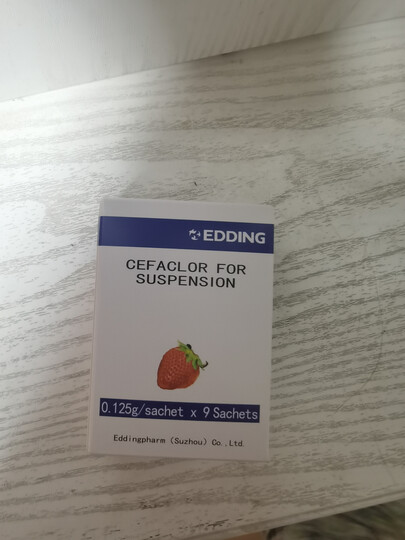 EDDING
CEFACLOR FOR
SUSPENSION
0.125g/sachet x 9 Sachets
Eddingpharm (Suzhou) Co.,Ltd.